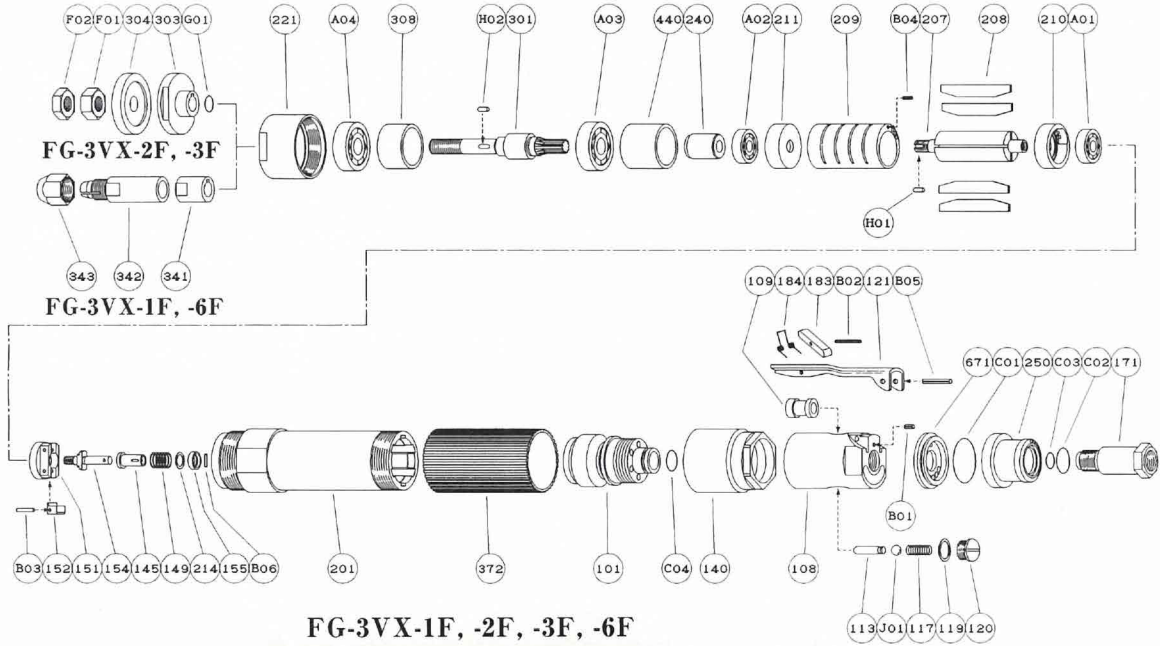 F02 F01 304 303 G01 221 A04 308 H02 301 A03 440 240 A02 211 209 B04 207 208 210 A01
FG-3VX-2F, -3F
H01
343 342 341
FG-3VX-1F, -6F
109 184 183 B02 121 B05
671 C01 250 C03 C02 171
B01
B03 152 151 154 145 149 214 155 B06 201 372 101 C04 140 108
113 J01 117 119 120
FG-3VX-1F, -2F, -3F, -6F